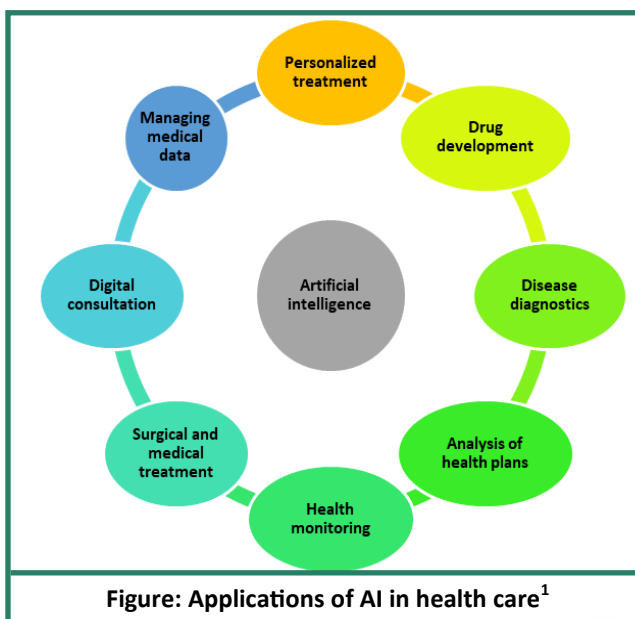 Personalized
treatment
Drug
development
Disease
diagnostics
Analysis of
health plans
Health
monitoring
Surgical and
medical
treatment
Digital
consultation
Managing
medical
data
Artificial
intelligence
Figure: Applications of AI in health care¹